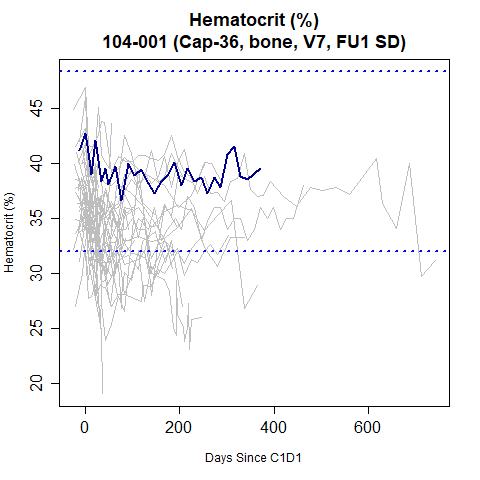 Hematocrit (%)
104-001 (Cap-36, bone, V7, FU1 SD)
Hematocrit (%)
45
40
35
30
25
20
0
200
400
600
Days Since C1D1